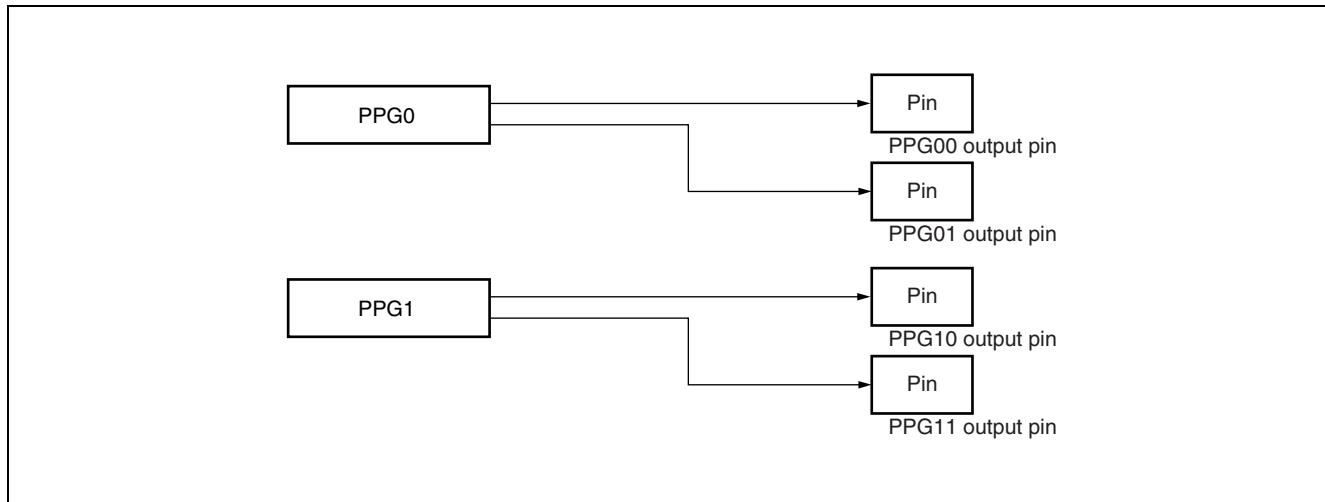 PPG0
Pin
PPG00 output pin
Pin
PPG01 output pin
PPG1
Pin
PPG10 output pin
Pin
PPG11 output pin